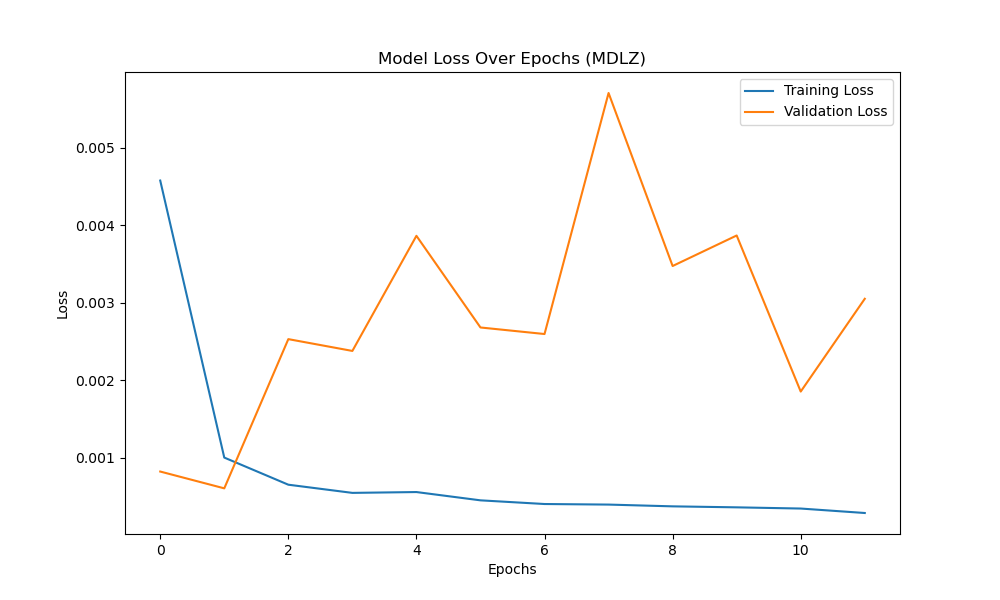 Model Loss Over Epochs (MDLZ)
Training Loss
Validation Loss
0.005
0.004
0.003
0.002
0.001
Loss
0 2 4 6 8 10
Epochs